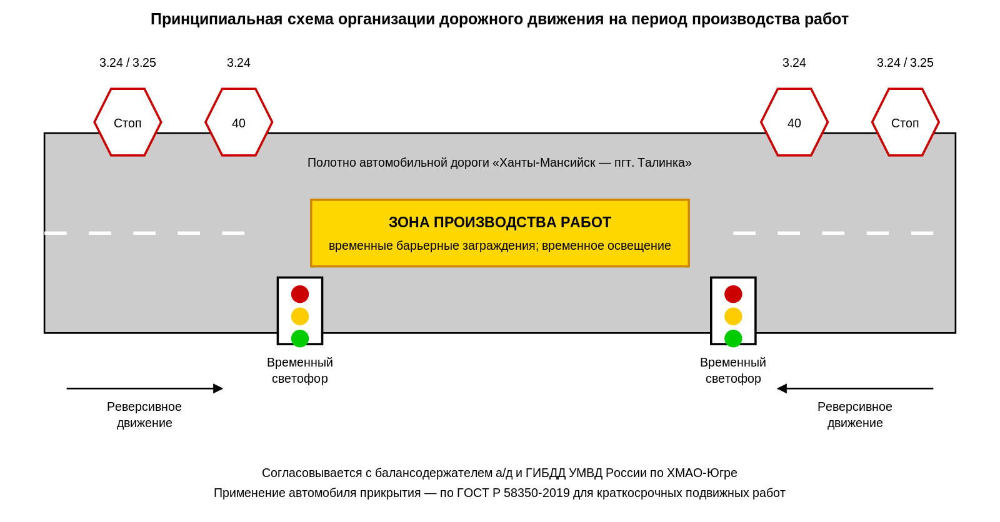 Принципиальная схема организации дорожного движения на период производства работ
3.24 / 3.25
3.24
3.24
3.24 / 3.25
Стоп
40
40
Стоп
Полотно автомобильной дороги «Ханты-Мансийск — пгт. Талинка»
ЗОНА ПРОИЗВОДСТВА РАБОТ
временные барьерные заграждения; временное освещение
Временный
светофор
Временный
светофор
Реверсивное
движение
Реверсивное
движение
Согласовывается с балансодержателем а/д и ГИБДД УМВД России по ХМАО-Югре
Применение автомобиля прикрытия — по ГОСТ Р 58350-2019 для краткосрочных подвижных работ